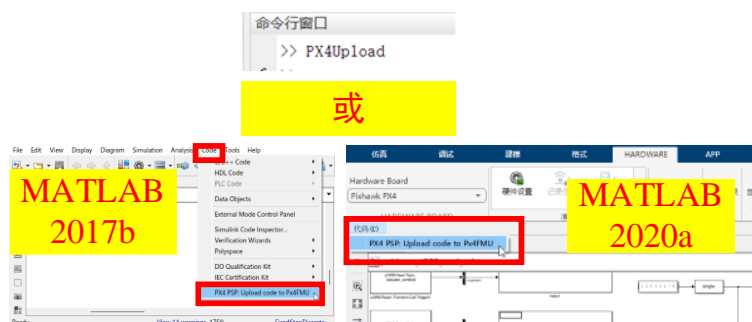 命令行窗口
>> PX4Upload
或
File Edit View Display Diagram Simulation Analysis Code Tools Help
HDL Code
PLC Code
Data Objects
External Mode Control Panel
Simulink Code Inspector...
Verification Wizards
Polyspace
DO Qualification Kit
IEC Certification Kit
PX4 PSP: Upload code to Px4FMU
MATLAB
2017b
仿真 调试 建模 格式 HARDWARE APP
Hardware Board
Pixhawk PX4
硬件设置
HARDWARE BOARD
代码(C)
PX4 PSP: Upload code to Px4FMU
MATLAB
2020a
single